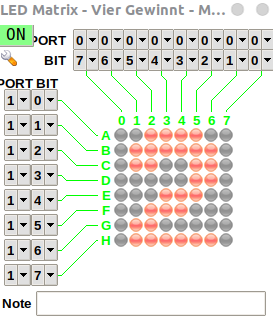 LED Matrix - Vier Gewinnt - M...
ON PORT 0 0 0 0 0 0 0 0
BIT 7 6 5 4 3 2 1 0
PORT BIT
0 1 2 3 4 5 6 7
1 0 A
1 1 B
1 2 C
1 3 D
1 4 E
1 5 F
1 6 G
1 7 H
Note